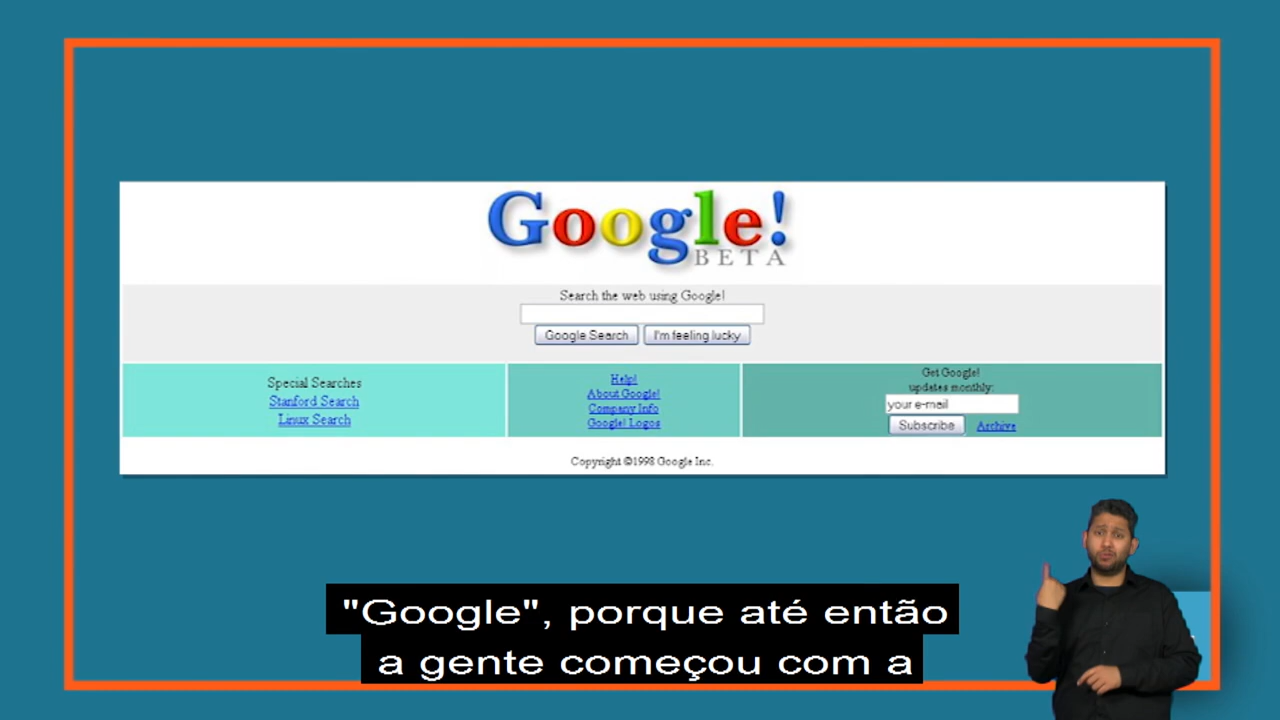 Google!
BETA
Search the web using Google!
Google Search
I'm feeling lucky
Special Searches
Stanford Search
Linux Search
Help!
About Google!
Company Info
Google! Logos
Get Google!
updates monthly:
your e-mail
Subscribe
Archive
Copyright ©1998 Google Inc.
"Google", porque até então
a gente começou com a